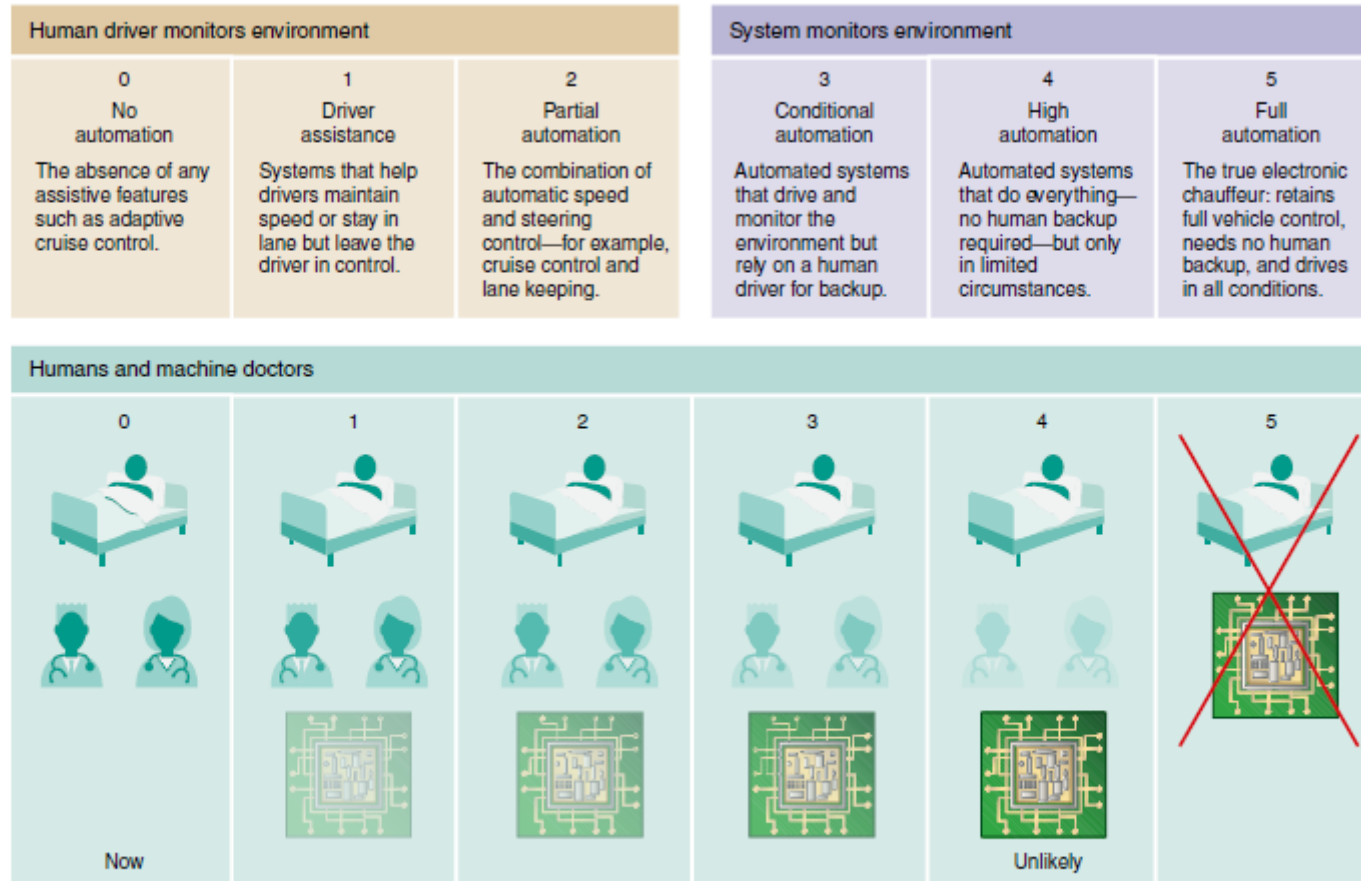 Human driver monitors environment
0
No
automation
The absence of any
assistive features
such as adaptive
cruise control.
1
Driver
assistance
Systems that help
drivers maintain
speed or stay in
lane but leave the
driver in control.
2
Partial
automation
The combination of
automatic speed
and steering
control—for example,
cruise control and
lane keeping.
System monitors environment
3
Conditional
automation
Automated systems
that drive and
monitor the
environment but
rely on a human
driver for backup.
4
High
automation
Automated systems
that do everything—
no human backup
required—but only
in limited
circumstances.
5
Full
automation
The true electronic
chauffeur: retains
full vehicle control,
needs no human
backup, and drives
in all conditions.
Humans and machine doctors
0
1
2
3
4
5
Now
Unlikely